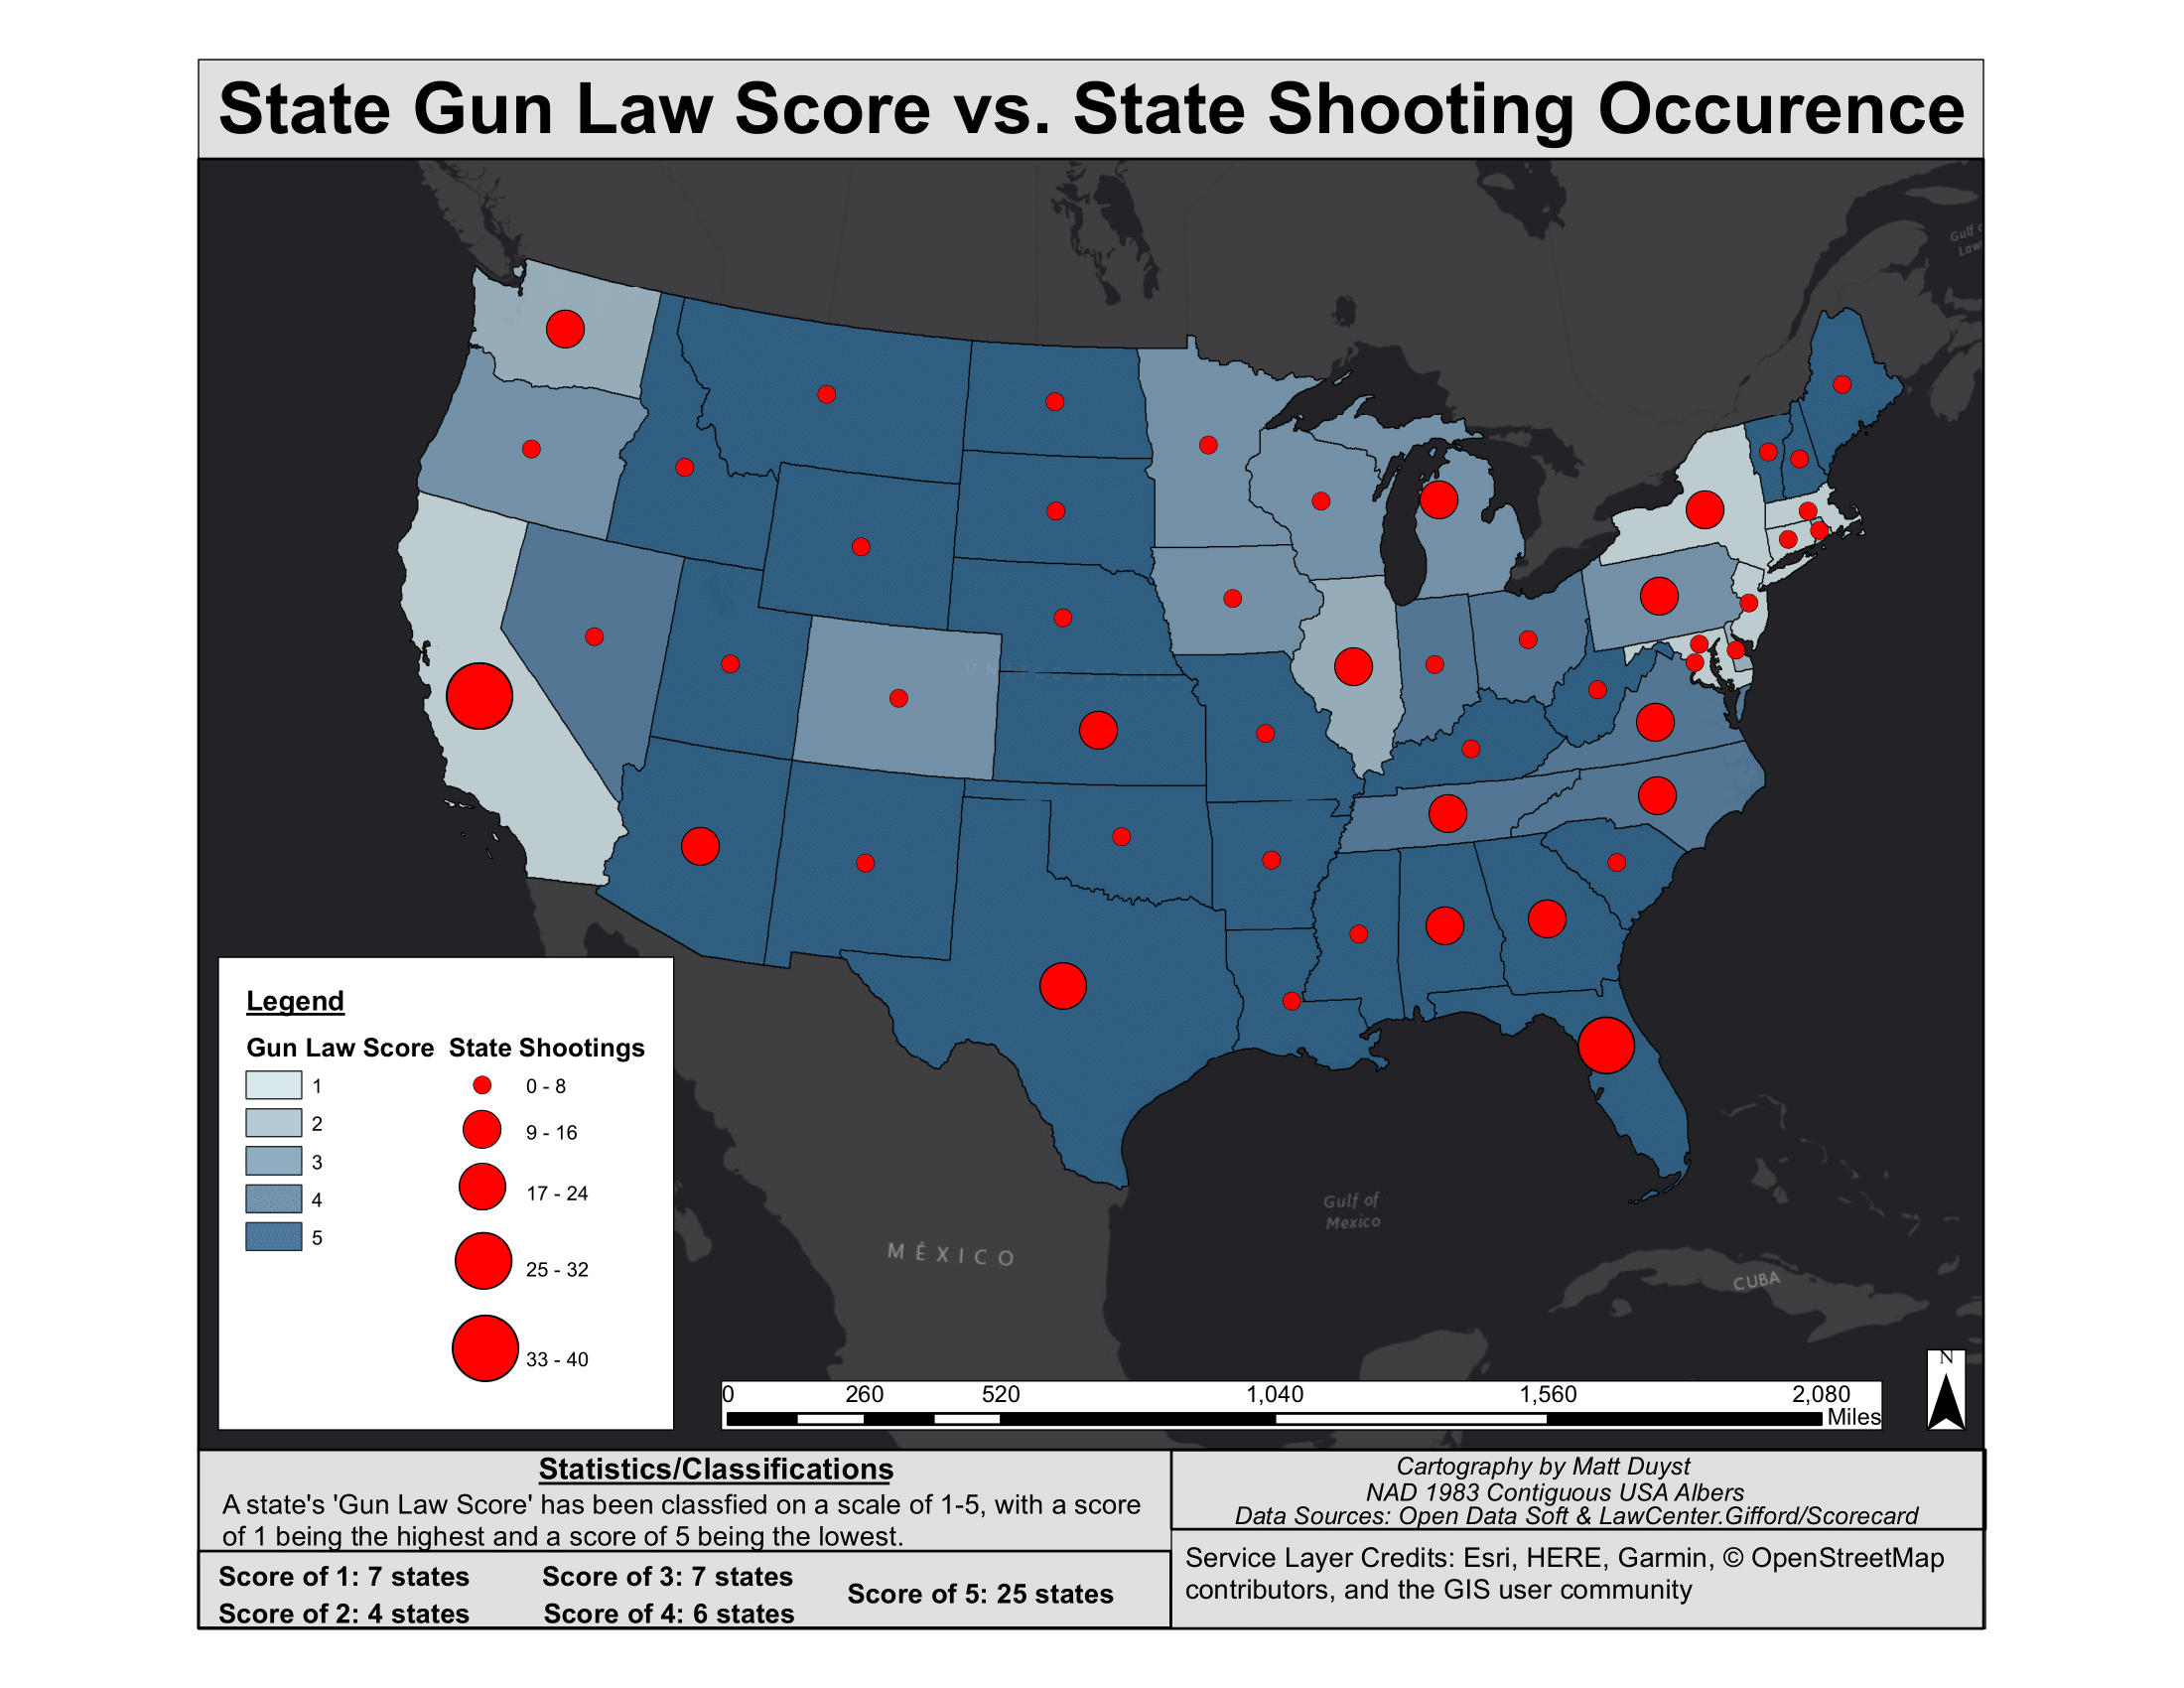 State Gun Law Score vs. State Shooting Occurence
UNITED STATES
Legend
Gun Law Score State Shootings
1
2
3
4
5
0 - 8
9 - 16
17 - 24
25 - 32
33 - 40
MÉXICO
Gulf of
Mexico
CUBA
N
0 260 520 1,040 1,560 2,080
Miles
Statistics/Classifications
A state's 'Gun Law Score' has been classfied on a scale of 1-5, with a score
of 1 being the highest and a score of 5 being the lowest.
Score of 1: 7 states
Score of 2: 4 states
Score of 3: 7 states
Score of 4: 6 states
Score of 5: 25 states
Cartography by Matt Duyst
NAD 1983 Contiguous USA Albers
Data Sources: Open Data Soft & LawCenter.Gifford/Scorecard
Service Layer Credits: Esri, HERE, Garmin, © OpenStreetMap
contributors, and the GIS user community